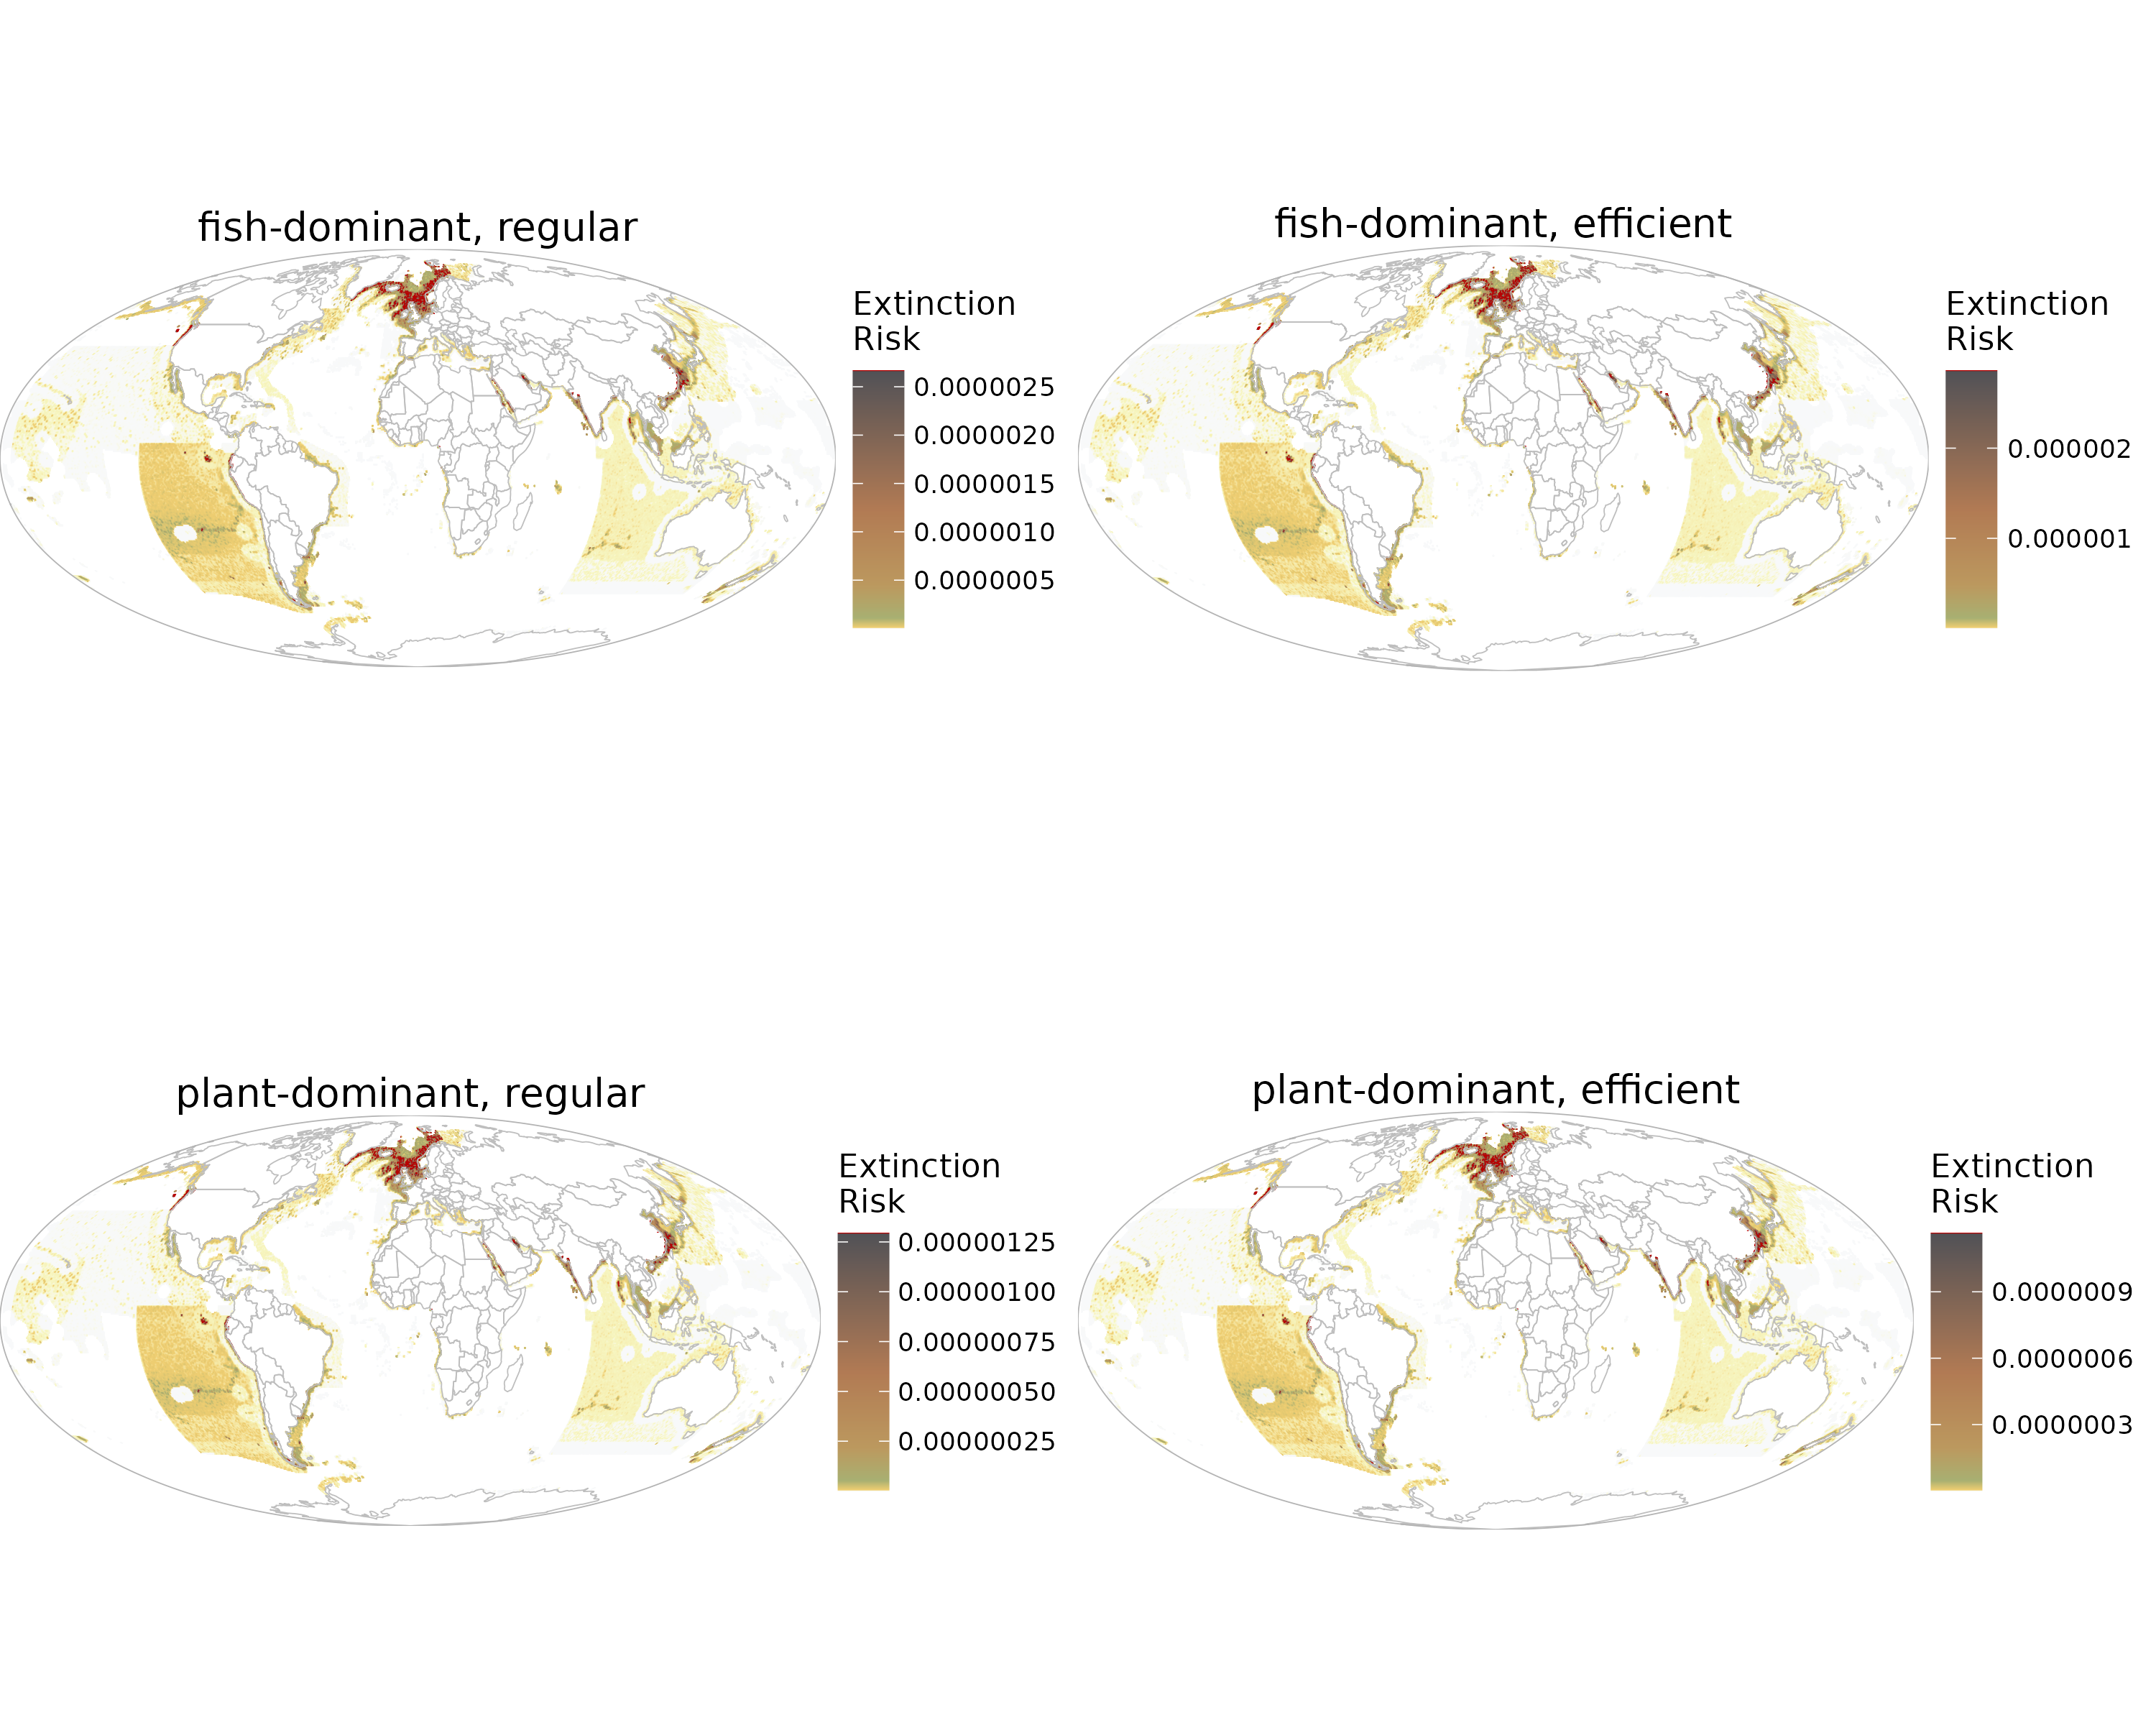 fish-dominant, regular
Extinction
Risk
0.0000025
0.0000020
0.0000015
0.0000010
0.0000005
fish-dominant, efficient
Extinction
Risk
0.000002
0.000001
plant-dominant, regular
Extinction
Risk
0.00000125
0.00000100
0.00000075
0.00000050
0.00000025
plant-dominant, efficient
Extinction
Risk
0.0000009
0.0000006
0.0000003